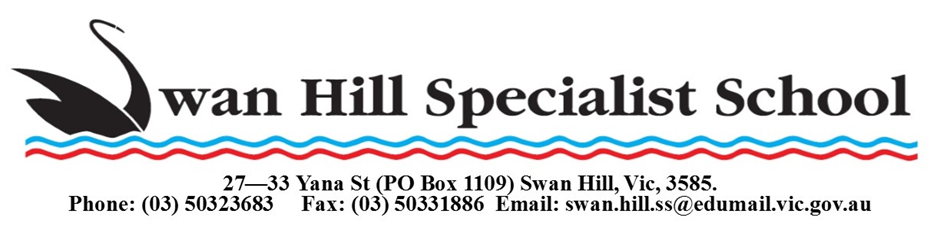 Swan Hill Specialist School
27—33 Yana St (PO Box 1109) Swan Hill, Vic, 3585.
Phone: (03) 50323683 Fax: (03) 50331886 Email: swan.hill.ss@edumail.vic.gov.au